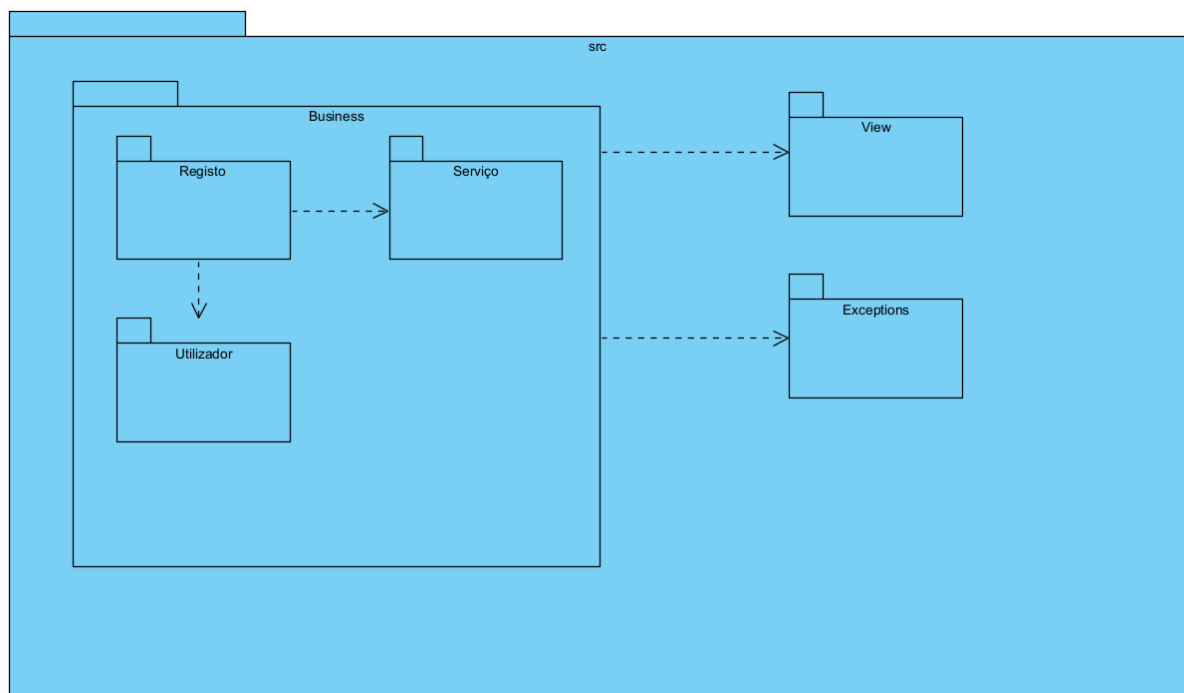 src
Business
View
Registo
Serviço
Exceptions
Utilizador